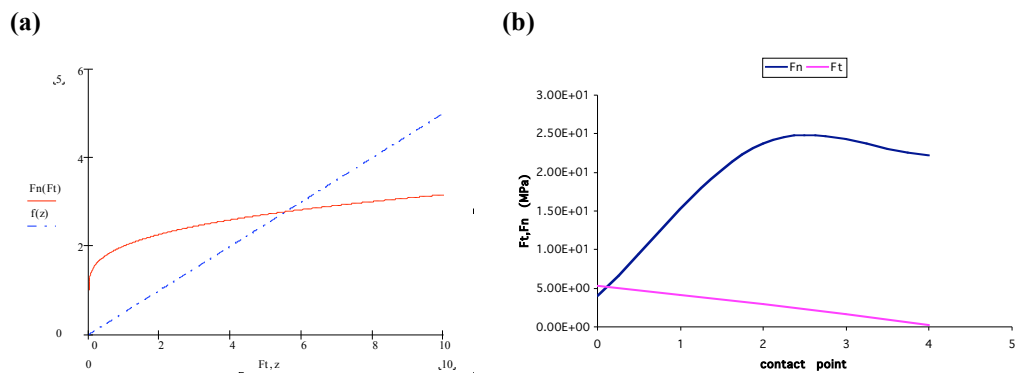 (a)
6
5
4
2
0
Fn(Ft)
f(z)
0 2 4 6 8 10
0 Ft, z 10
(b)
Fn Ft
3.00E+01
2.50E+01
2.00E+01
1.50E+01
1.00E+01
5.00E+00
0.00E+00
Ft,Fn (MPa)
0 1 2 3 4 5
contact point